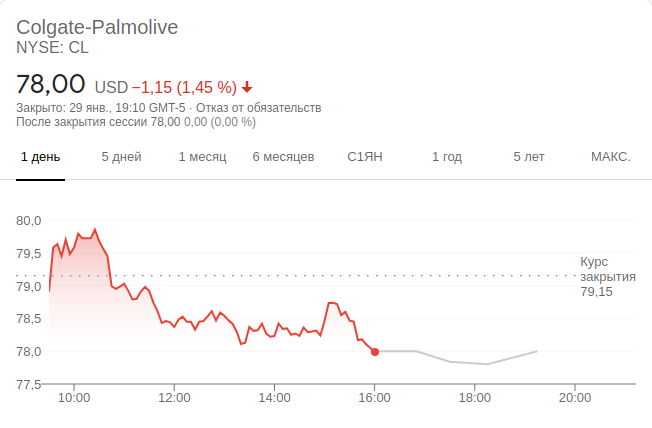 Colgate-Palmolive
NYSE: CL
78,00 USD −1,15 (1,45 %)
Закрыто: 29 янв., 19:10 GMT-5 · Отказ от обязательств
После закрытия сессии 78,00 0,00 (0,00 %)
1 день 5 дней 1 месяц 6 месяцев С1ЯН 1 год 5 лет МАКС.
80,0
79,5
Курс
закрытия
79,15
79,0
78,5
78,0
77,5
10:00 12:00 14:00 16:00 18:00 20:00